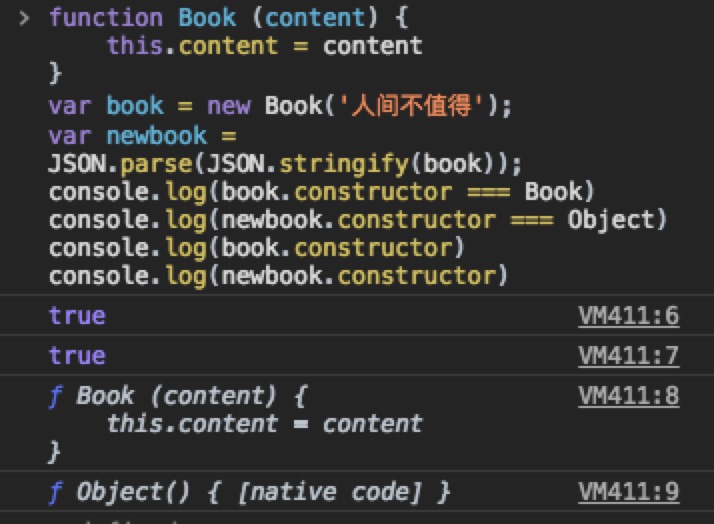 > function Book (content) {
    this.content = content
}
var book = new Book('人间不值得');
var newbook =
JSON.parse(JSON.stringify(book));
console.log(book.constructor === Book)
console.log(newbook.constructor === Object)
console.log(book.constructor)
console.log(newbook.constructor)
true VM411:6
true VM411:7
ƒ Book (content) { VM411:8
    this.content = content
}
ƒ Object() { [native code] } VM411:9